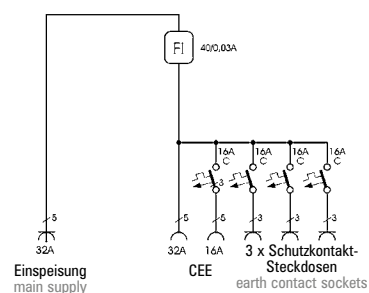 FI
40/0,03A
16A
C
16A
C
16A
C
16A
C
3
5
5
5
3
3
3
32A
32A
16A
Einspeisung
main supply
CEE
3 x Schutzkontakt-
Steckdosen
earth contact sockets